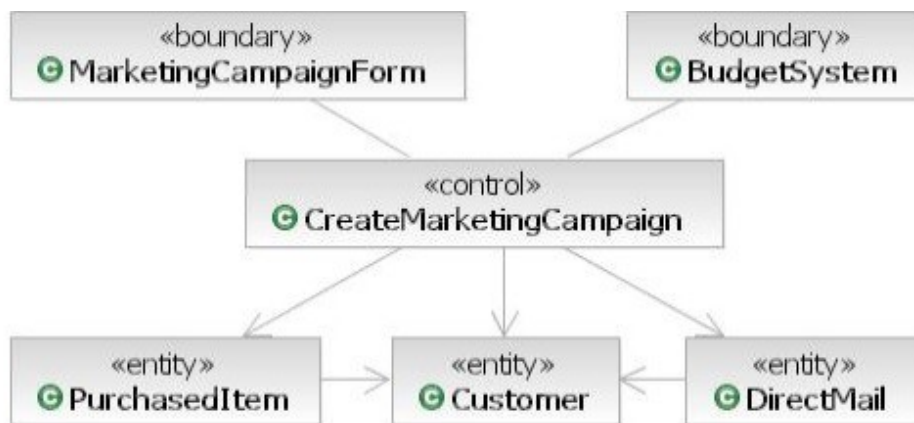 «boundary»
C MarketingCampaignForm
«boundary»
C BudgetSystem
«control»
C CreateMarketingCampaign
«entity»
C PurchasedItem
«entity»
C Customer
«entity»
C DirectMail